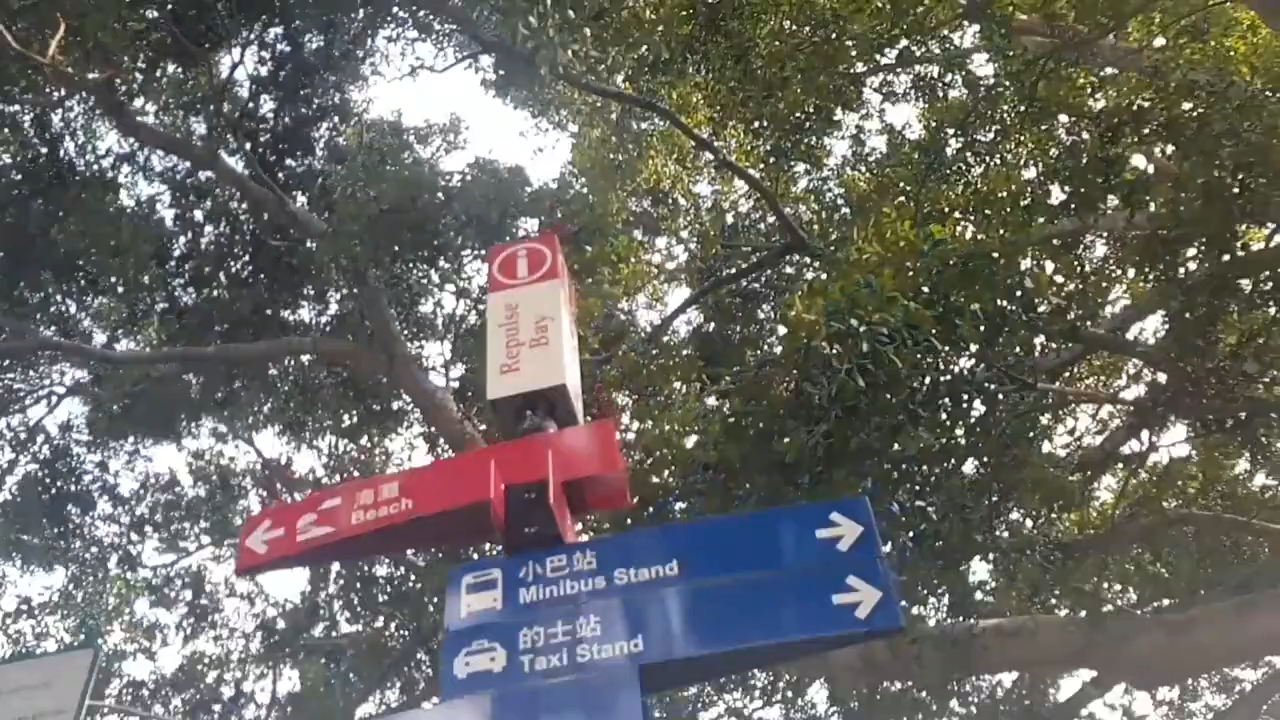 i
Repulse
Bay
海灘
Beach
小巴站
Minibus Stand
的士站
Taxi Stand